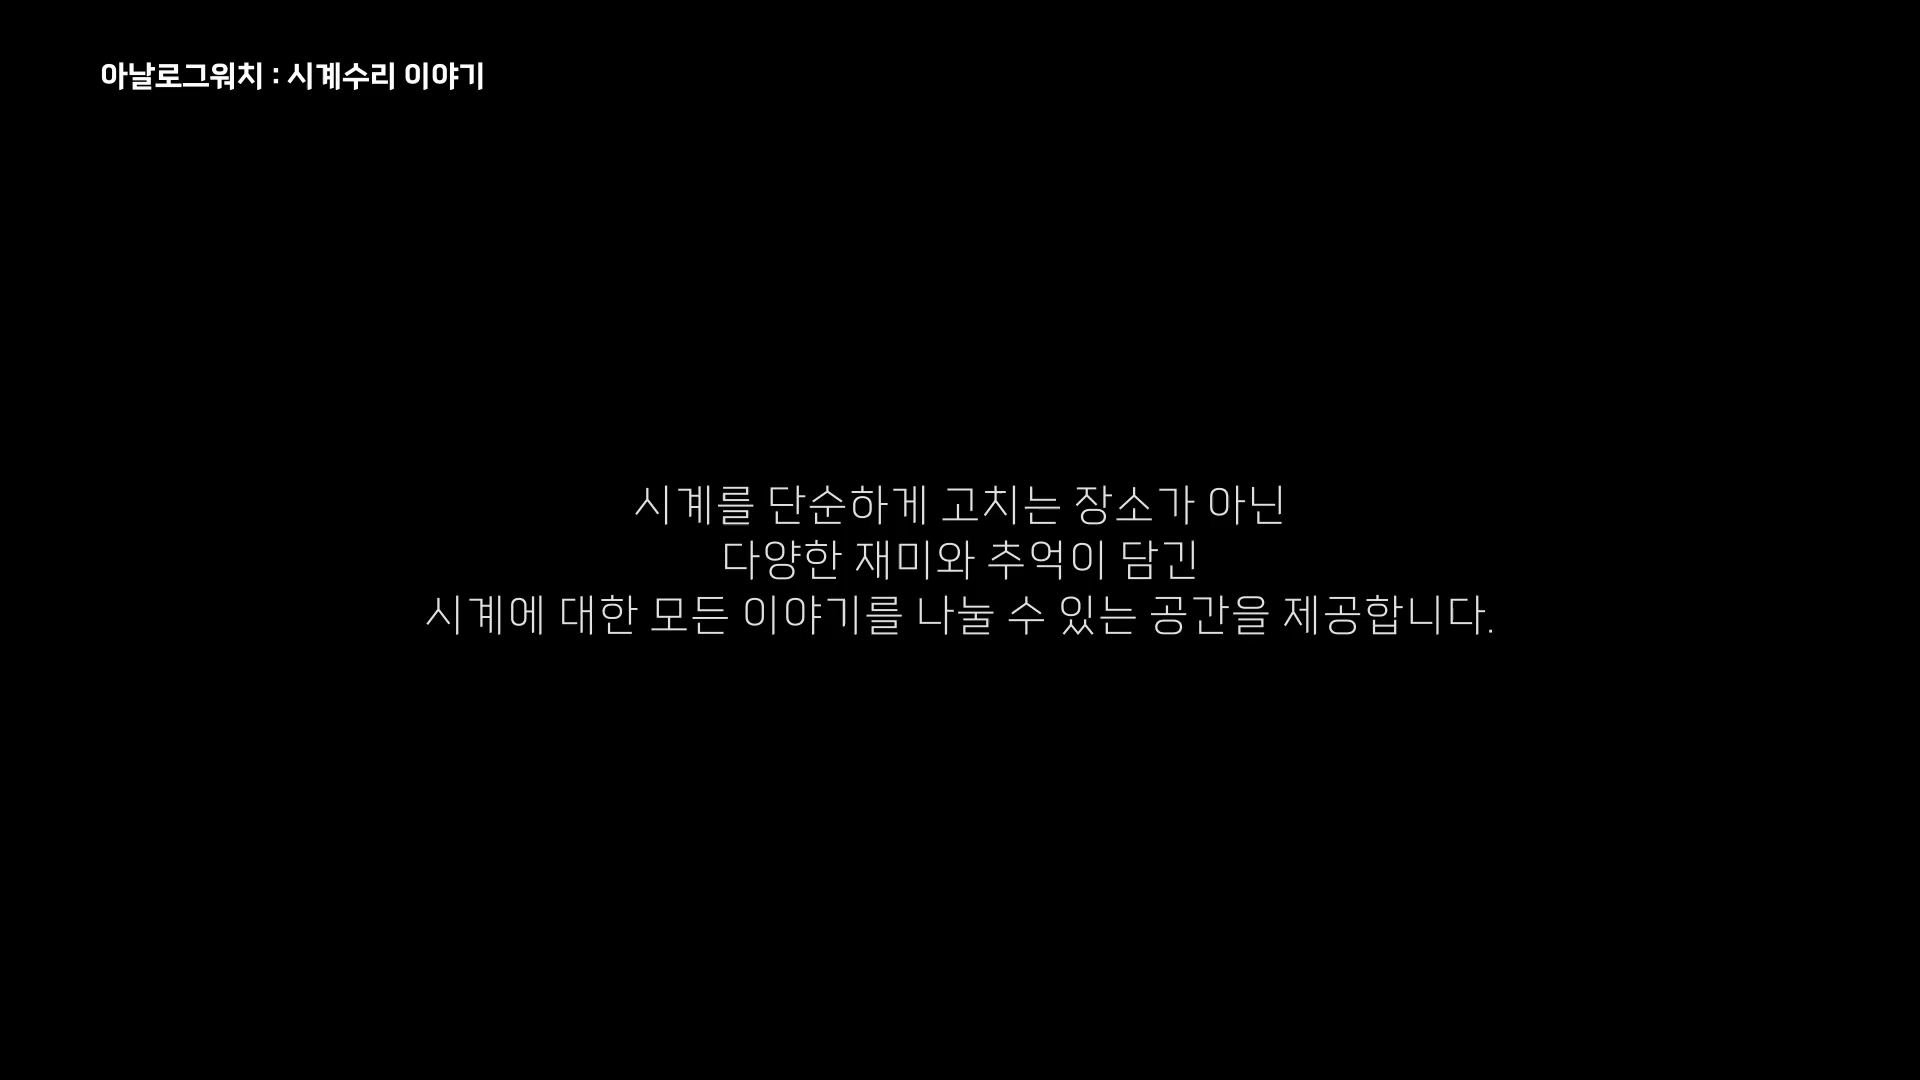 아날로그워치 : 시계수리 이야기
시계를 단순하게 고치는 장소가 아닌
다양한 재미와 추억이 담긴
시계에 대한 모든 이야기를 나눌 수 있는 공간을 제공합니다.